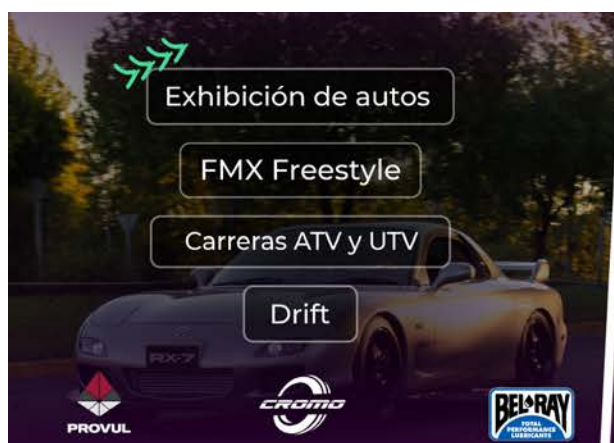 Exhibición de autos
FMX Freestyle
Carreras ATV y UTV
Drift
RX-7
PROVUL
CROMO
BEL-RAY
TOTAL
PERFORMANCE
LUBRICANTS